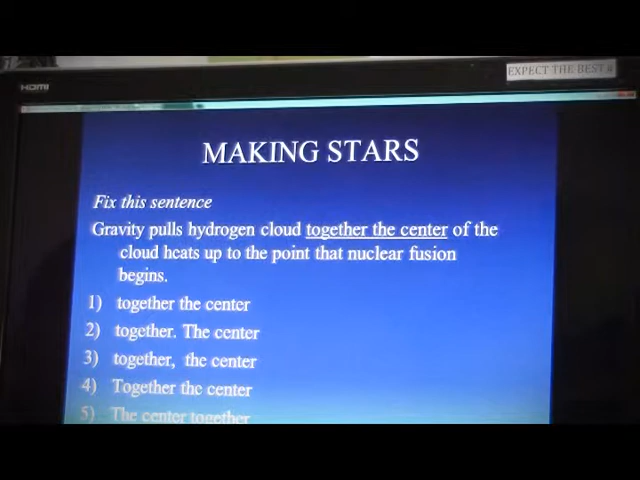 HDMI
EXPECT THE BEST #
MAKING STARS
Fix this sentence
Gravity pulls hydrogen cloud together the center of the
cloud heats up to the point that nuclear fusion
begins.
1) together the center
2) together. The center
3) together, the center
4) Together the center
5) The center together